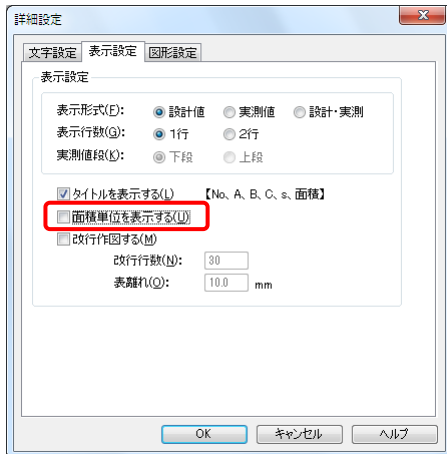 詳細設定
文字設定 表示設定 図形設定
表示設定
表示形式(F): 設計値 実測値 設計・実測
表示行数(G): 1行 2行
実測値段(K): 下段 上段
タイトルを表示する(L) 【No、A、B、C、s、面積】
面積単位を表示する(U)
改行作図する(M)
改行行数(N): 30
表離れ(O): 10.0 mm
OK キャンセル ヘルプ